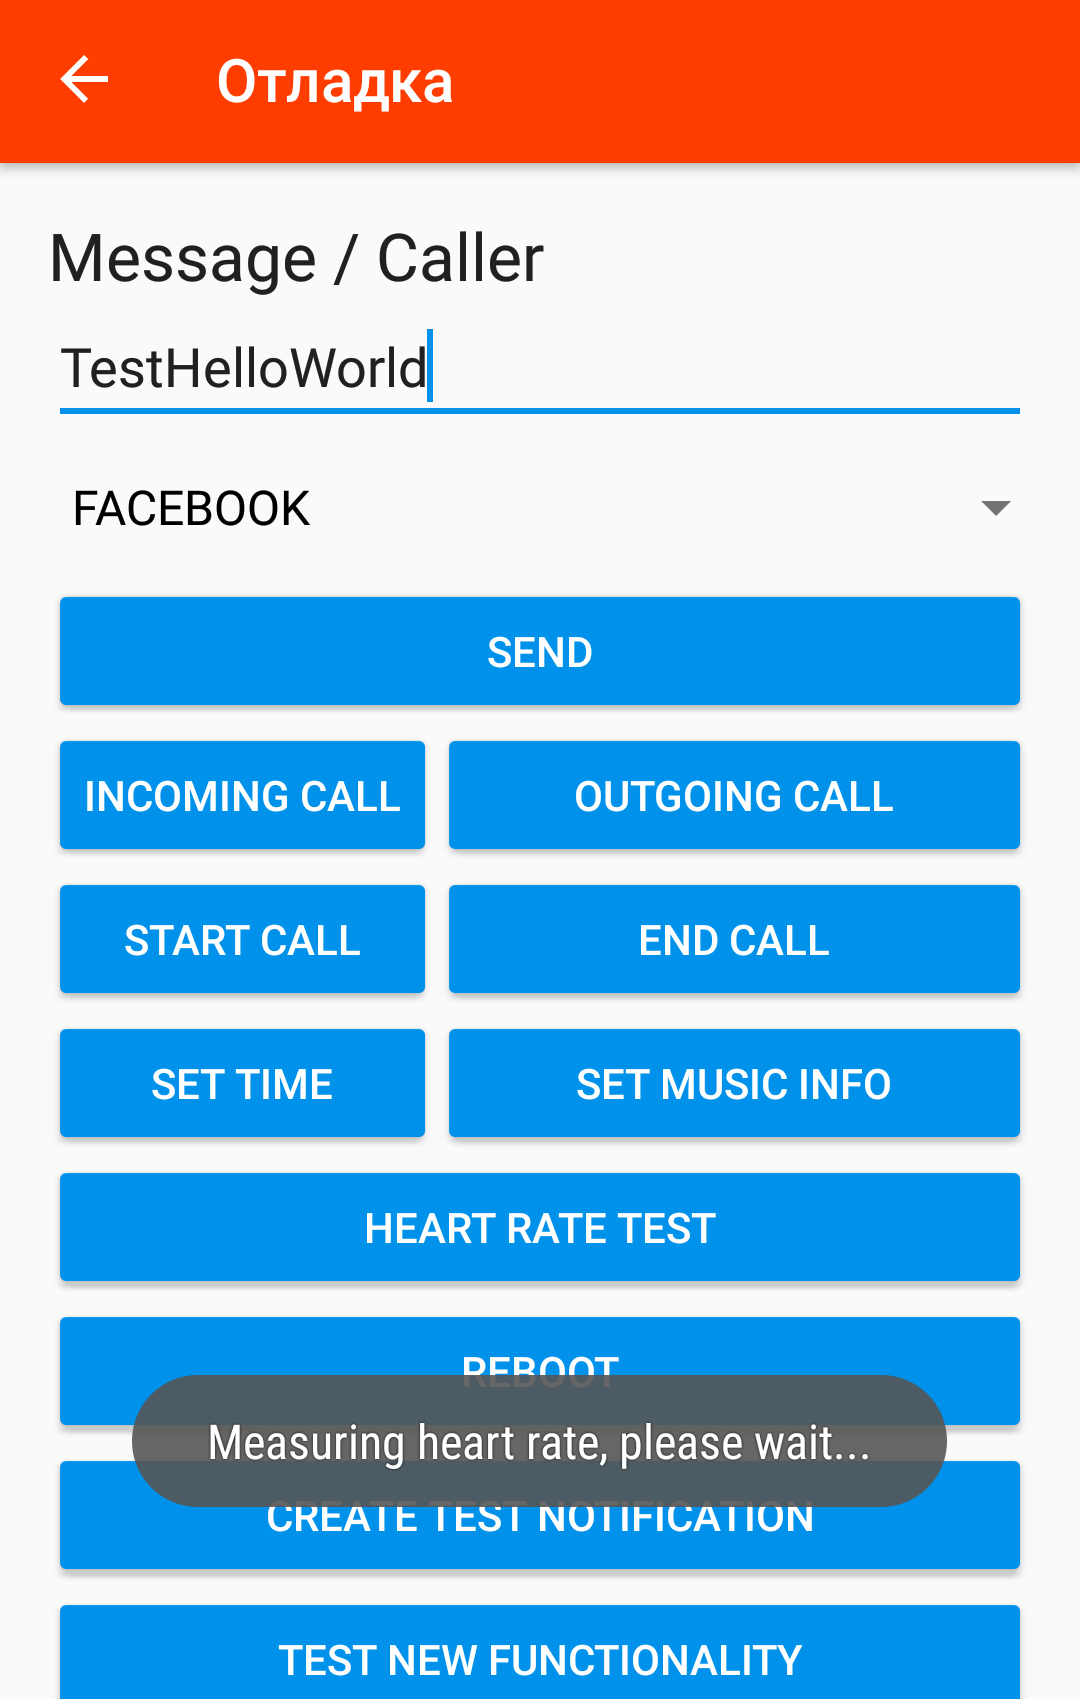 Отладка
Message / Caller
TestHelloWorld
FACEBOOK
SEND
INCOMING CALL
OUTGOING CALL
START CALL
END CALL
SET TIME
SET MUSIC INFO
HEART RATE TEST
REBOOT
Measuring heart rate, please wait...
CREATE TEST NOTIFICATION
TEST NEW FUNCTIONALITY